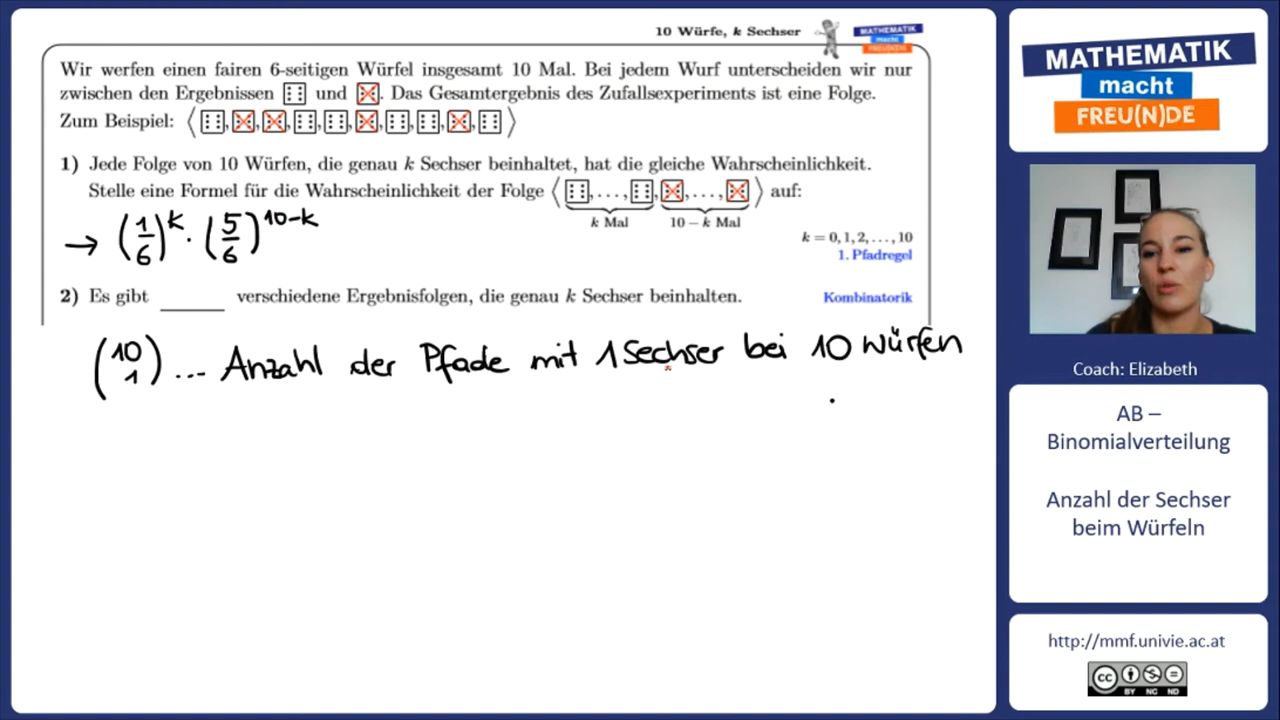 10 Würfe, k Sechser
MATHEMATIK
macht
FREU(N)DE
Wir werfen einen fairen 6-seitigen Würfel insgesamt 10 Mal. Bei jedem Wurf unterscheiden wir nur
zwischen den Ergebnissen ⚅ und ☒. Das Gesamtergebnis des Zufallsexperiments ist eine Folge.
Zum Beispiel: ⟨⚅,☒,☒,⚅,⚅,☒,⚅,⚅,☒,⚅⟩
1) Jede Folge von 10 Würfen, die genau k Sechser beinhaltet, hat die gleiche Wahrscheinlichkeit.
Stelle eine Formel für die Wahrscheinlichkeit der Folge ⟨⚅,…,⚅,☒,…,☒⟩ auf:
k Mal 10 − k Mal
→ (1/6)^k · (5/6)^(10-k)
k = 0, 1, 2, …, 10
1. Pfadregel
2) Es gibt ______ verschiedene Ergebnisfolgen, die genau k Sechser beinhalten.
Kombinatorik
(10 1) ... Anzahl der Pfade mit 1 Sechser bei 10 Würfen
MATHEMATIK
macht
FREU(N)DE
Coach: Elizabeth
AB –
Binomialverteilung
Anzahl der Sechser
beim Würfeln
http://mmf.univie.ac.at
cc
BY NC ND